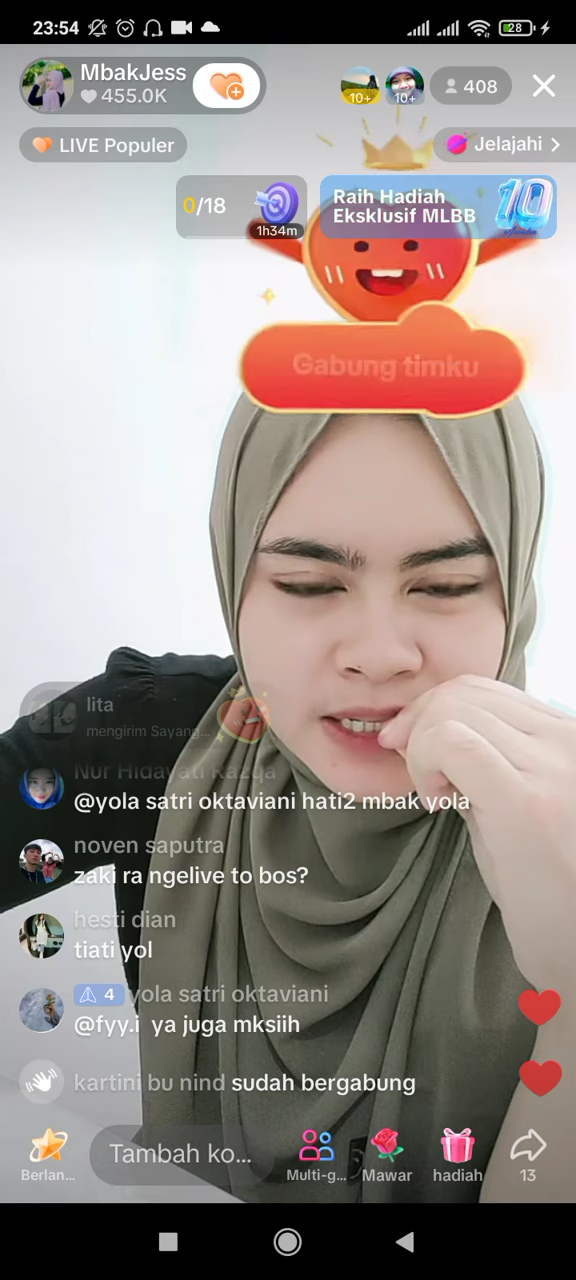 23:54
28
MbakJess
455.0K
10+
10+
408
LIVE Populer
Jelajahi
0/18
1h34m
Raih Hadiah
Eksklusif MLBB
10
Gabung timku
lita
mengirim Sayang...
Nur Hidayati Kazqa
@yola satri oktaviani hati2 mbak yola
noven saputra
zaki ra ngelive to bos?
hesti dian
tiati yol
4 yola satri oktaviani
@fyy.i ya juga mksiih
kartini bu nind sudah bergabung
Berlan...
Tambah ko...
Multi-g...
Mawar
hadiah
13